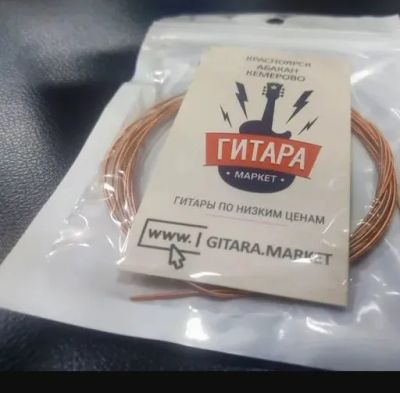 КРАСНОЯРСК
АБАКАН
КЕМЕРОВО
ГИТАРА
• МАРКЕТ •
ГИТАРЫ ПО НИЗКИМ ЦЕНАМ
www. | GITARA.MARKET